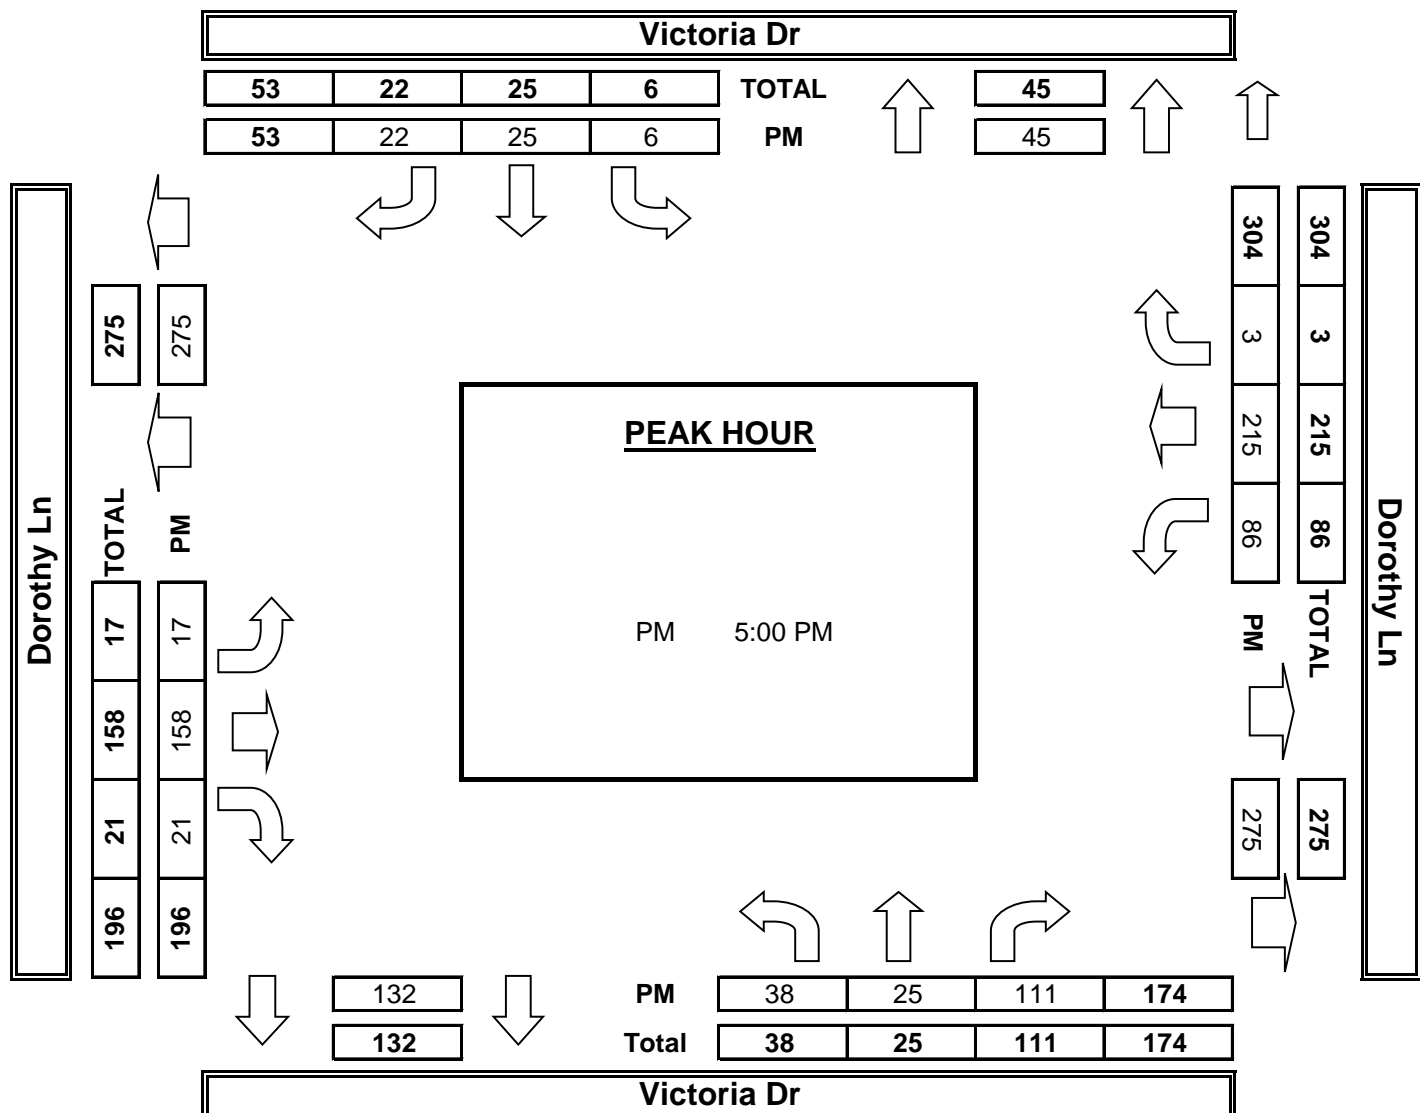 Victoria Dr
53 22 25 6 TOTAL 45
53 22 25 6 PM 45
Dorothy Ln
275 275
TOTAL PM
17 17
158 158
21 21
196 196
PEAK HOUR
PM 5:00 PM
304 304
3 3
215 215
86 86
PM TOTAL
275 275
Dorothy Ln
132 PM 38 25 111 174
132 Total 38 25 111 174
Victoria Dr